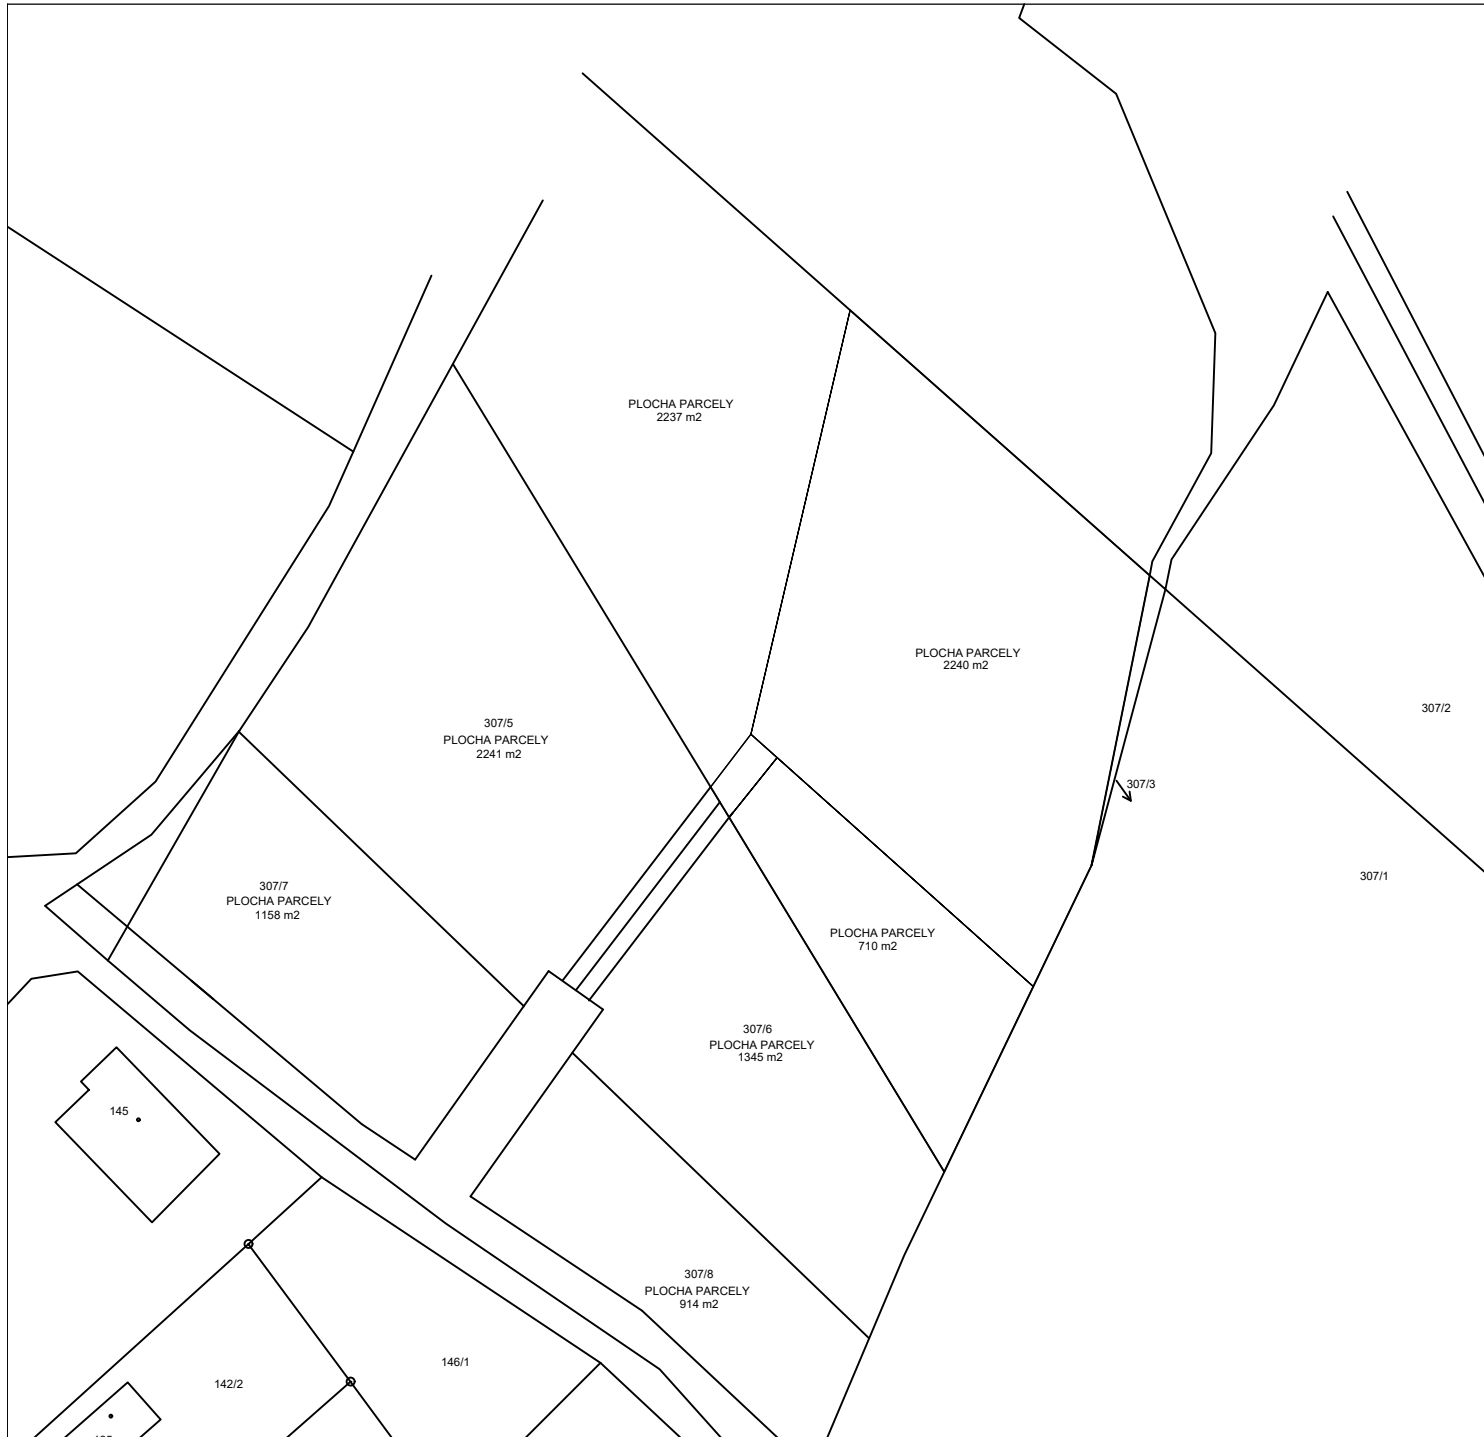 PLOCHA PARCELY
2237 m2
PLOCHA PARCELY
2240 m2
307/2
307/5
PLOCHA PARCELY
2241 m2
307/3
307/1
307/7
PLOCHA PARCELY
1158 m2
PLOCHA PARCELY
710 m2
307/6
PLOCHA PARCELY
1345 m2
145
307/8
PLOCHA PARCELY
914 m2
146/1
142/2